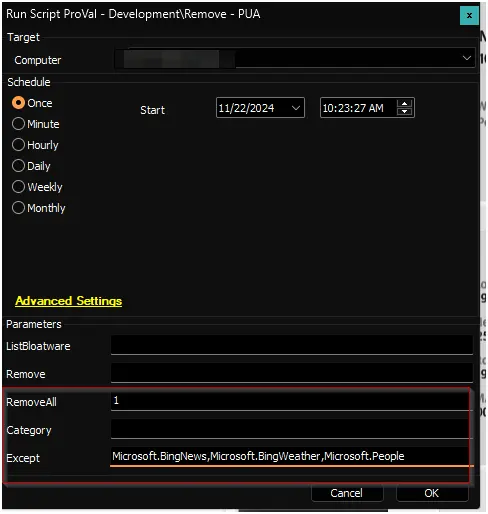 Run Script ProVal - Development\Remove - PUA x
Target
Computer
Schedule
Once
Minute
Hourly
Daily
Weekly
Monthly
Start 11/22/2024 10:23:27 AM
Advanced Settings
Parameters
ListBloatware
Remove
RemoveAll 1
Category
Except Microsoft.BingNews,Microsoft.BingWeather,Microsoft.People
Cancel OK